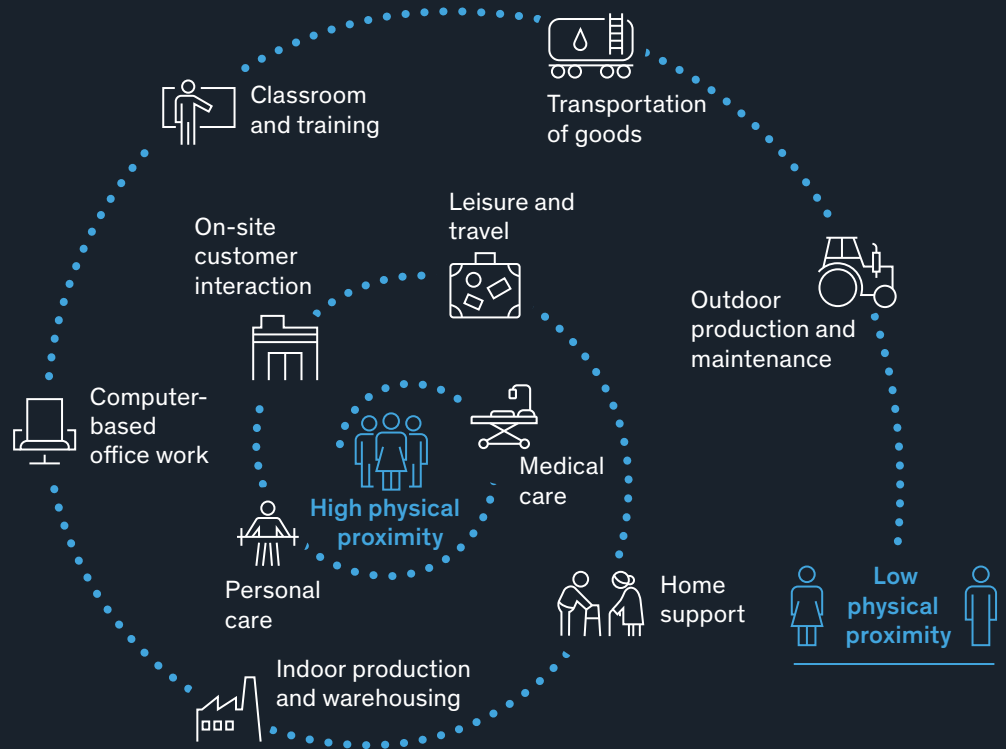 Classroom
and training
Transportation
of goods
Leisure and
travel
On-site
customer
interaction
Outdoor
production and
maintenance
Computer-
based
office work
Medical
care
High physical
proximity
Personal
care
Home
support
Low
physical
proximity
Indoor production
and warehousing